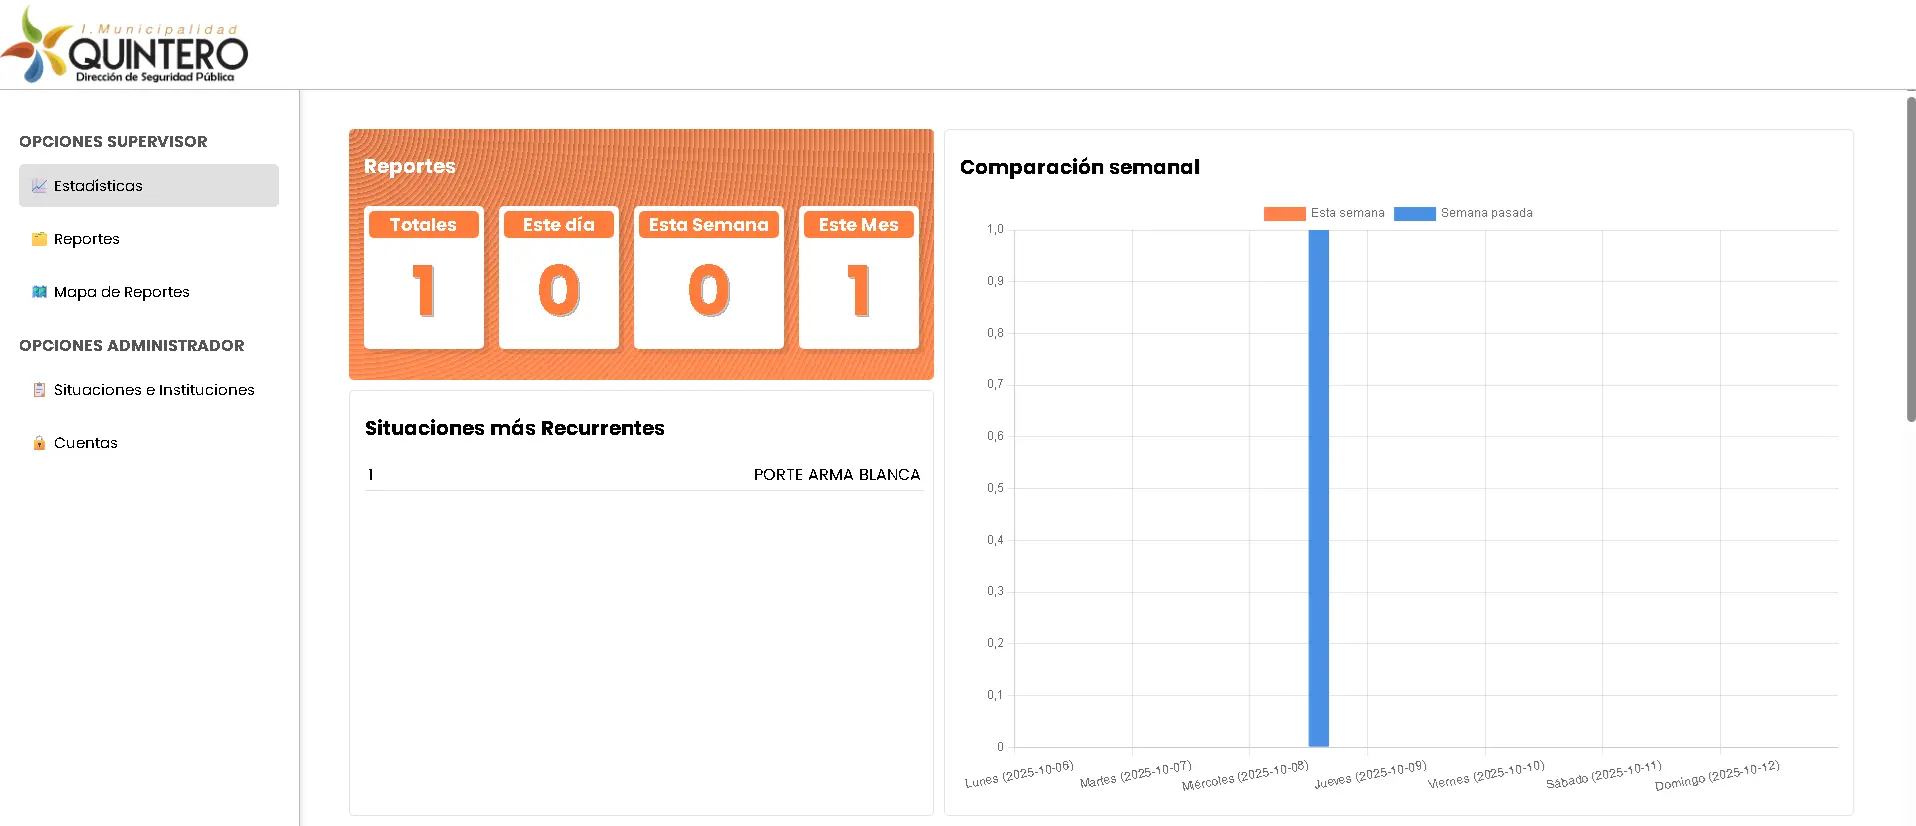 I. Municipalidad
QUINTERO
Dirección de Seguridad Pública
OPCIONES SUPERVISOR
Estadísticas
Reportes
Mapa de Reportes
OPCIONES ADMINISTRADOR
Situaciones e Instituciones
Cuentas
Reportes
Totales
1
Este día
0
Esta Semana
0
Este Mes
1
Situaciones más Recurrentes
1 PORTE ARMA BLANCA
Comparación semanal
Esta semana Semana pasada
1,0
0,9
0,8
0,7
0,6
0,5
0,4
0,3
0,2
0,1
0
Lunes (2025-10-06)
Martes (2025-10-07)
Miércoles (2025-10-08)
Jueves (2025-10-09)
Viernes (2025-10-10)
Sábado (2025-10-11)
Domingo (2025-10-12)